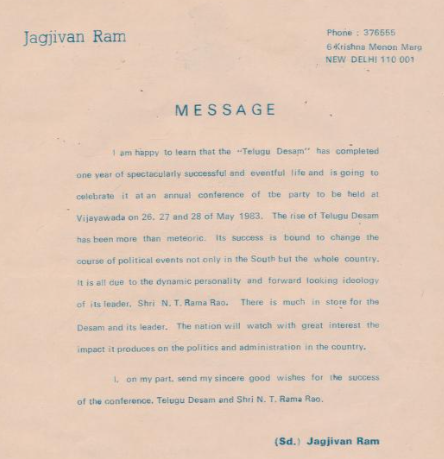 Jagjivan Ram
Phone : 376555
6-Krishna Menon Marg
NEW DELHI 110 001
MESSAGE
I am happy to learn that the "Telugu Desam" has completed
one year of spectacularly successful and eventful life and is going to
celebrate it at an annual conference of the party to be held at
Vijayawada on 26, 27 and 28 of May 1983. The rise of Telugu Desam
has been more than meteoric. Its success is bound to change the
course of political events not only in the South but the whole country.
It is all due to the dynamic personality and forward looking ideology
of its leader, Shri N. T. Rama Rao. There is much in store for the
Desam and its leader. The nation will watch with great interest the
impact it produces on the politics and administration in the country.
I, on my part, send my sincere good wishes for the success
of the conference, Telugu Desam and Shri N. T. Rama Rao.
(Sd.) Jagjivan Ram